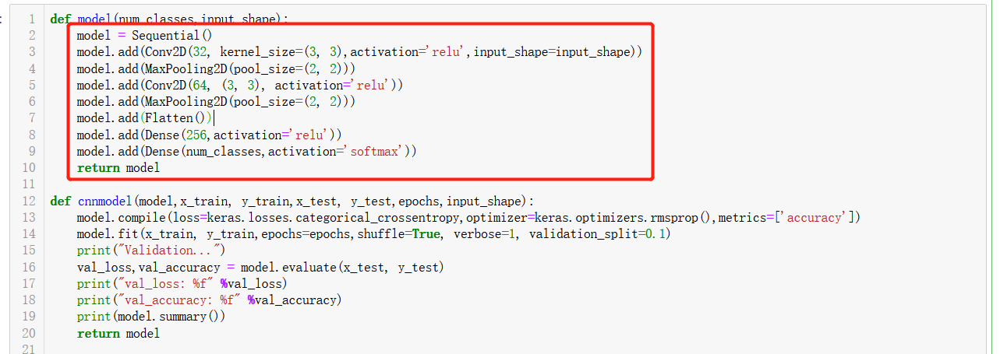 1 def model(num_classes,input_shape):
2 model = Sequential()
3 model.add(Conv2D(32, kernel_size=(3, 3),activation='relu',input_shape=input_shape))
4 model.add(MaxPooling2D(pool_size=(2, 2)))
5 model.add(Conv2D(64, (3, 3), activation='relu'))
6 model.add(MaxPooling2D(pool_size=(2, 2)))
7 model.add(Flatten())
8 model.add(Dense(256,activation='relu'))
9 model.add(Dense(num_classes,activation='softmax'))
10 return model
11
12 def cnnmodel(model,x_train, y_train,x_test, y_test,epochs,input_shape):
13 model.compile(loss=keras.losses.categorical_crossentropy,optimizer=keras.optimizers.rmsprop(),metrics=['accuracy'])
14 model.fit(x_train, y_train,epochs=epochs,shuffle=True, verbose=1, validation_split=0.1)
15 print("Validation...")
16 val_loss,val_accuracy = model.evaluate(x_test, y_test)
17 print("val_loss: %f" %val_loss)
18 print("val_accuracy: %f" %val_accuracy)
19 print(model.summary())
20 return model
21